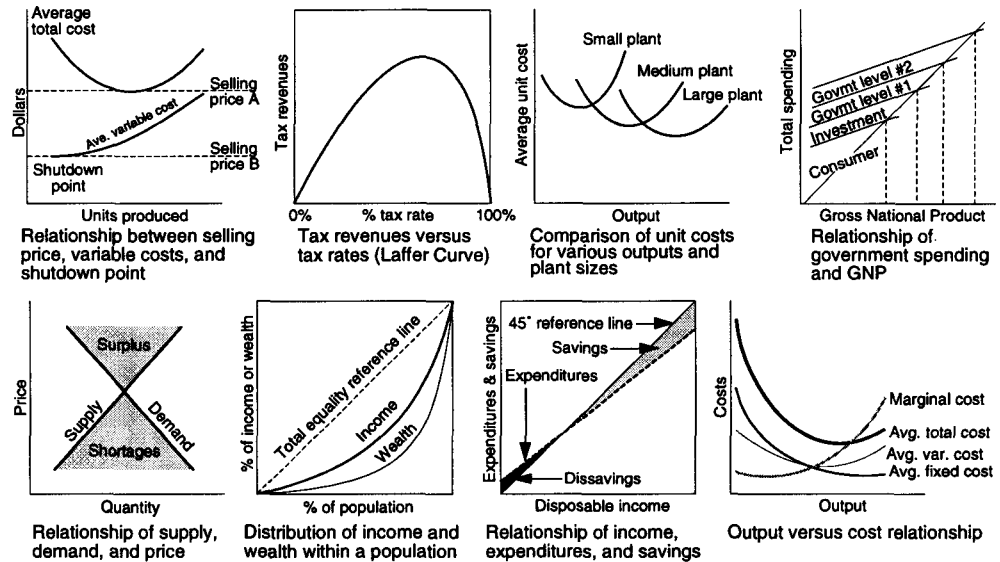 Average
total cost
Dollars
Ave. variable cost
Selling
price A
Selling
price B
Shutdown
point
Units produced
Relationship between selling
price, variable costs, and
shutdown point
Tax revenues
0%
% tax rate
100%
Tax revenues versus
tax rates (Laffer Curve)
Average unit cost
Small plant
Medium plant
Large plant
Output
Comparison of unit costs
for various outputs and
plant sizes
Total spending
Govmt level #2
Govmt level #1
Investment
Consumer
Gross National Product
Relationship of
government spending
and GNP
Price
Surplus
Supply
Demand
Shortages
Quantity
Relationship of supply,
demand, and price
% of income or wealth
Total equality reference line
Income
Wealth
% of population
Distribution of income and
wealth within a population
Expenditures & savings
45° reference line
Savings
Expenditures
Dissavings
Disposable income
Relationship of income,
expenditures, and savings
Costs
Marginal cost
Avg. total cost
Avg. var. cost
Avg. fixed cost
Output
Output versus cost relationship